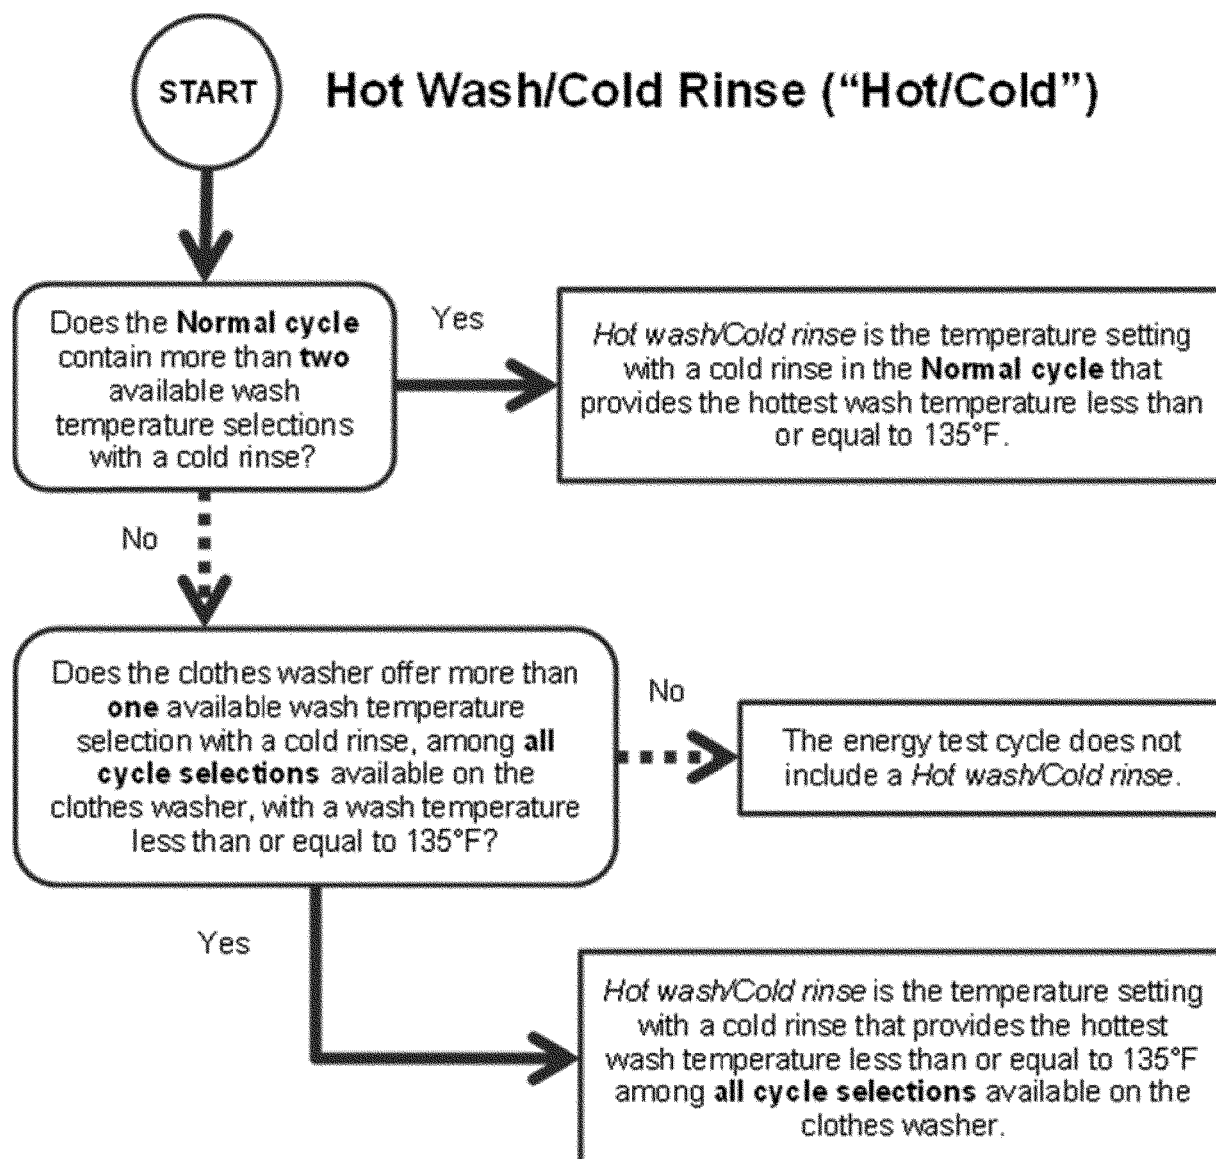 START
Hot Wash/Cold Rinse (“Hot/Cold”)
Does the Normal cycle
contain more than two
available wash
temperature selections
with a cold rinse?
Yes
Hot wash/Cold rinse is the temperature setting
with a cold rinse in the Normal cycle that
provides the hottest wash temperature less than
or equal to 135°F.
No
Does the clothes washer offer more than
one available wash temperature
selection with a cold rinse, among all
cycle selections available on the
clothes washer, with a wash temperature
less than or equal to 135°F?
No
The energy test cycle does not
include a Hot wash/Cold rinse.
Yes
Hot wash/Cold rinse is the temperature setting
with a cold rinse that provides the hottest
wash temperature less than or equal to 135°F
among all cycle selections available on the
clothes washer.